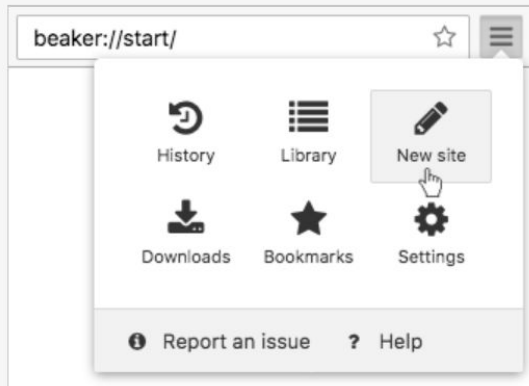 beaker://start/
History Library New site
Downloads Bookmarks Settings
Report an issue ? Help